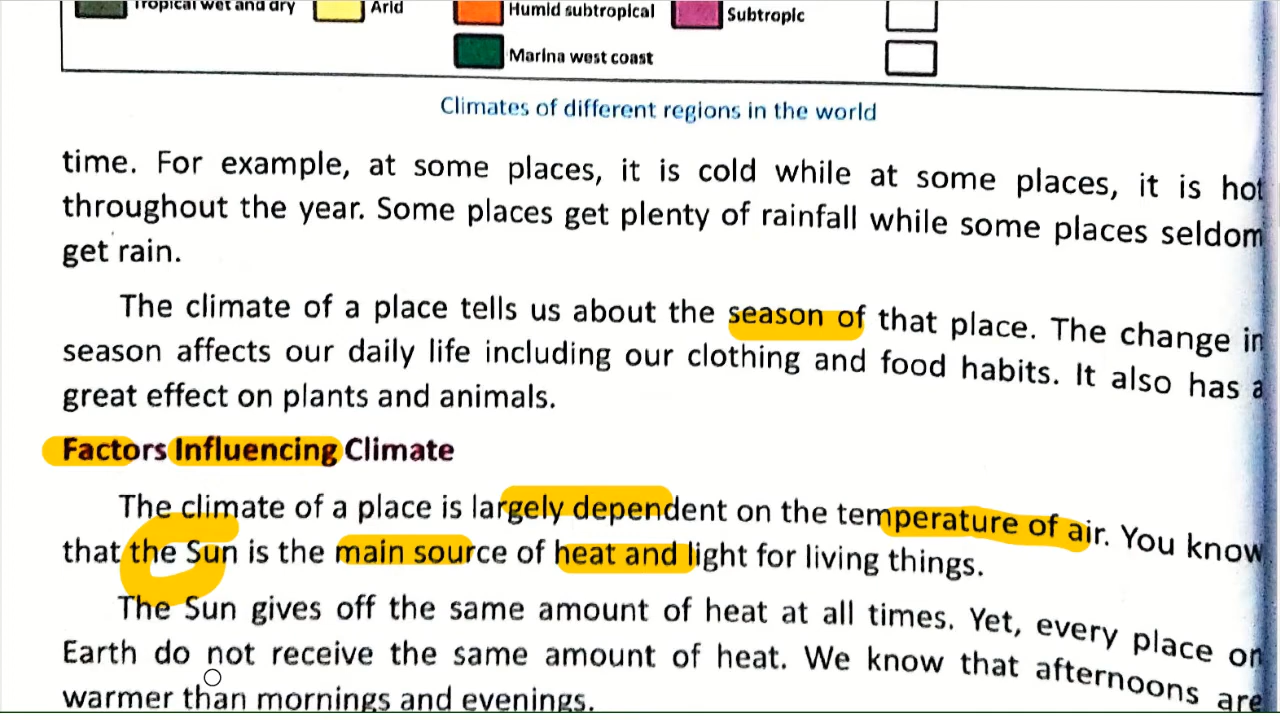 Tropical wet and dry Arid Humid subtropical Subtropic
Marina west coast
Climates of different regions in the world
time. For example, at some places, it is cold while at some places, it is hot
throughout the year. Some places get plenty of rainfall while some places seldom
get rain.
The climate of a place tells us about the season of that place. The change in
season affects our daily life including our clothing and food habits. It also has a
great effect on plants and animals.
Factors Influencing Climate
The climate of a place is largely dependent on the temperature of air. You know
that the Sun is the main source of heat and light for living things.
The Sun gives off the same amount of heat at all times. Yet, every place on
Earth do not receive the same amount of heat. We know that afternoons are
warmer than mornings and evenings.